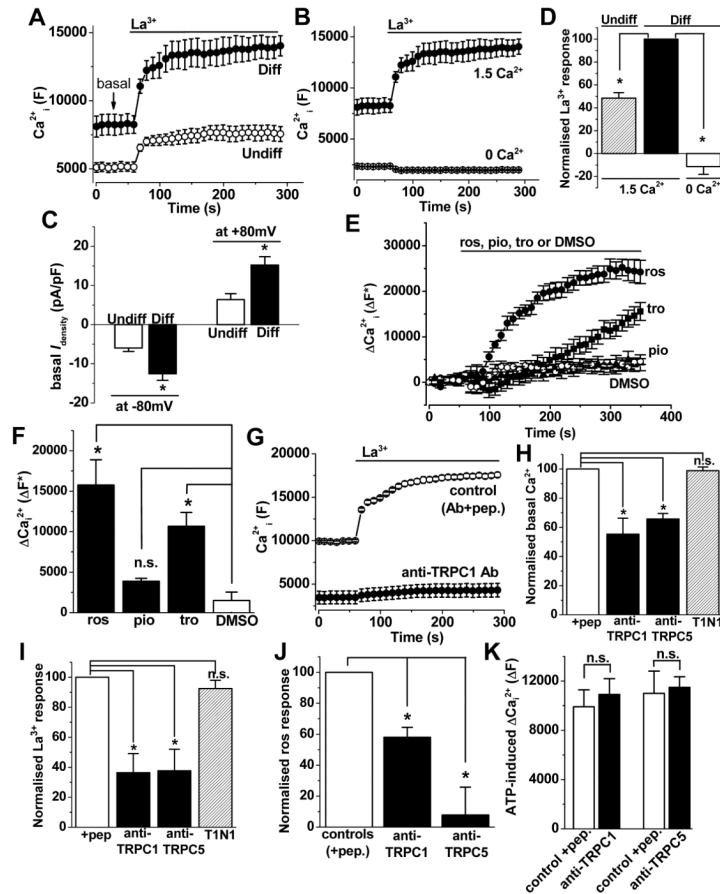 A
La³⁺
15000
basal
Diff
10000
Undiff
5000
Ca²⁺ᵢ (F)
0
100
200
300
Time (s)
B
La³⁺
15000
1.5 Ca²⁺
10000
5000
0 Ca²⁺
Ca²⁺ᵢ (F)
0
100
200
300
Time (s)
D
Undiff Diff
100
80
60
40
20
0
-20
*
*
Normalised La³⁺ response
1.5 Ca²⁺ 0 Ca²⁺
C
at +80mV
20
10
0
-10
-20
*
Undiff Diff
Undiff
Diff
*
at -80mV
basal I density (pA/pF)
E
ros, pio, tro or DMSO
30000
20000
10000
0
ros
tro
pio
DMSO
ΔCa²⁺ᵢ (ΔF*)
0
100
200
300
400
Time (s)
F
20000
15000
10000
5000
0
*
n.s.
*
ΔCaᵢ²⁺ (ΔF*)
ros pio tro DMSO
G
La³⁺
20000
15000
10000
5000
0
control
(Ab+pep.)
anti-TRPC1 Ab
Ca²⁺ᵢ (F)
0
100
200
300
Time (s)
H
n.s.
100
80
60
40
20
0
*
*
Normalised basal Ca²⁺
+pep anti- anti- T1N1
TRPC1 TRPC5
I
n.s.
100
80
60
40
20
0
*
*
Normalised La³⁺ response
+pep anti- anti- T1N1
TRPC1 TRPC5
J
100
80
60
40
20
0
*
*
Normalised ros response
controls anti- anti-
(+pep.) TRPC1 TRPC5
K
n.s.
n.s.
12000
9000
6000
3000
0
ATP-induced ΔCaᵢ²⁺ (ΔF)
control +pep.
anti-TRPC1
control +pep.
anti-TRPC5